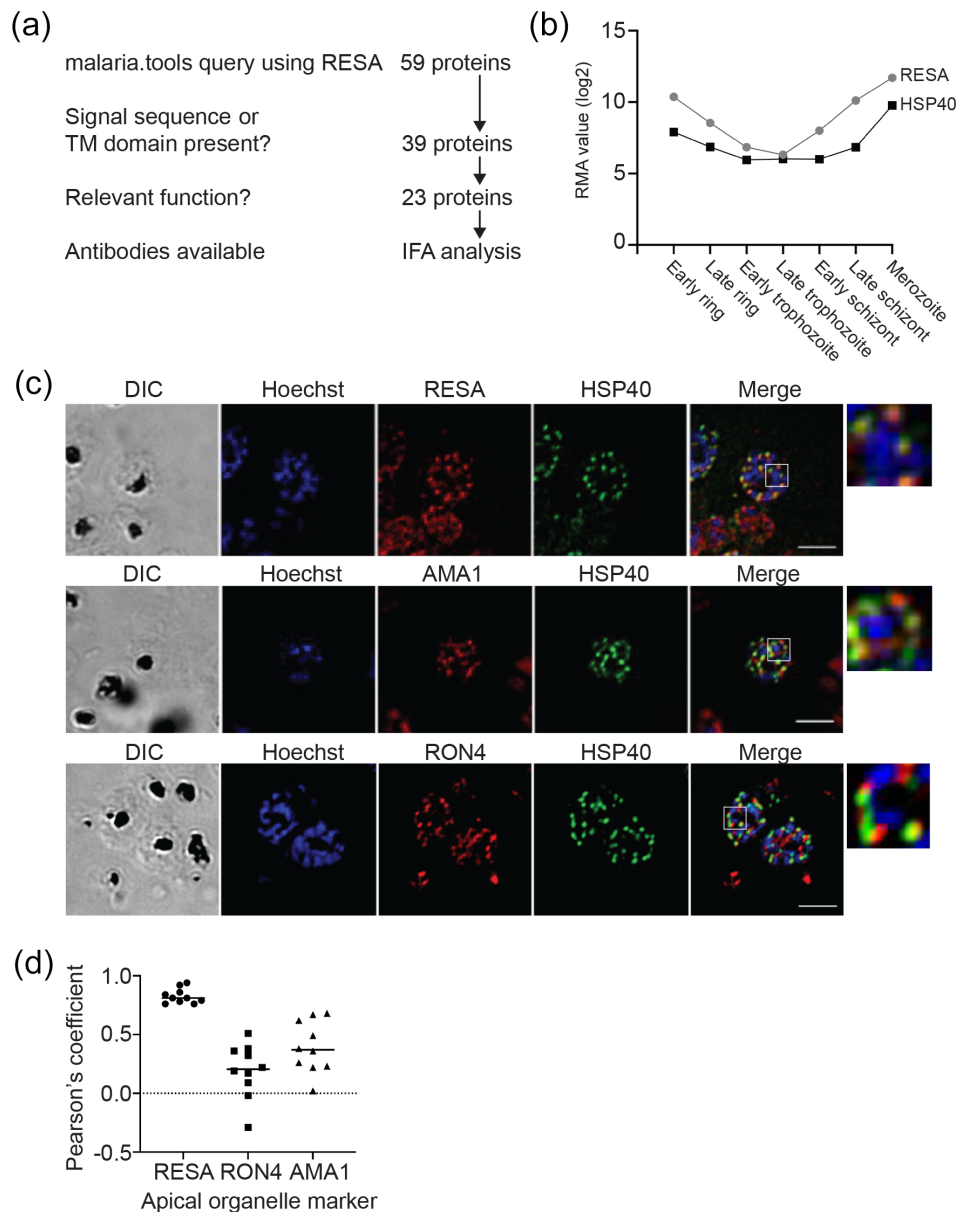 (a)
malaria.tools query using RESA 59 proteins
Signal sequence or
TM domain present? 39 proteins
Relevant function? 23 proteins
Antibodies available IFA analysis
(b)
15
10
5
0
RMA value (log2)
RESA
HSP40
Early ring
Late ring
Early trophozoite
Late trophozoite
Early schizont
Late schizont
Merozoite
(c)
DIC Hoechst RESA HSP40 Merge
DIC Hoechst AMA1 HSP40 Merge
DIC Hoechst RON4 HSP40 Merge
(d)
Pearson's coefficient
1.0
0.5
0.0
-0.5
RESA RON4 AMA1
Apical organelle marker